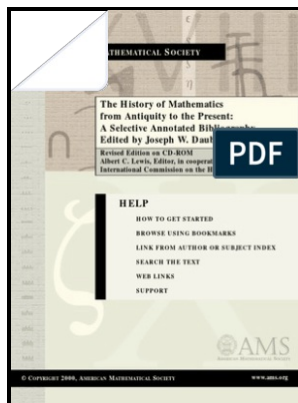 MATHEMATICAL SOCIETY
The History of Mathematics
from Antiquity to the Present:
A Selective Annotated Bibliography
Edited by Joseph W.
PDF
Revised Edition on CD-ROM
Albert C. Lewis, Editor, in
International Commission on the
HELP
HOW TO GET STARTED
BROWSE USING BOOKMARKS
LINK FROM AUTHOR OR SUBJECT INDEX
SEARCH THE TEXT
WEB LINKS
SUPPORT
AMS
AMERICAN MATHEMATICAL SOCIETY
© COPYRIGHT 2000, AMERICAN MATHEMATICAL SOCIETY
www.ams.org